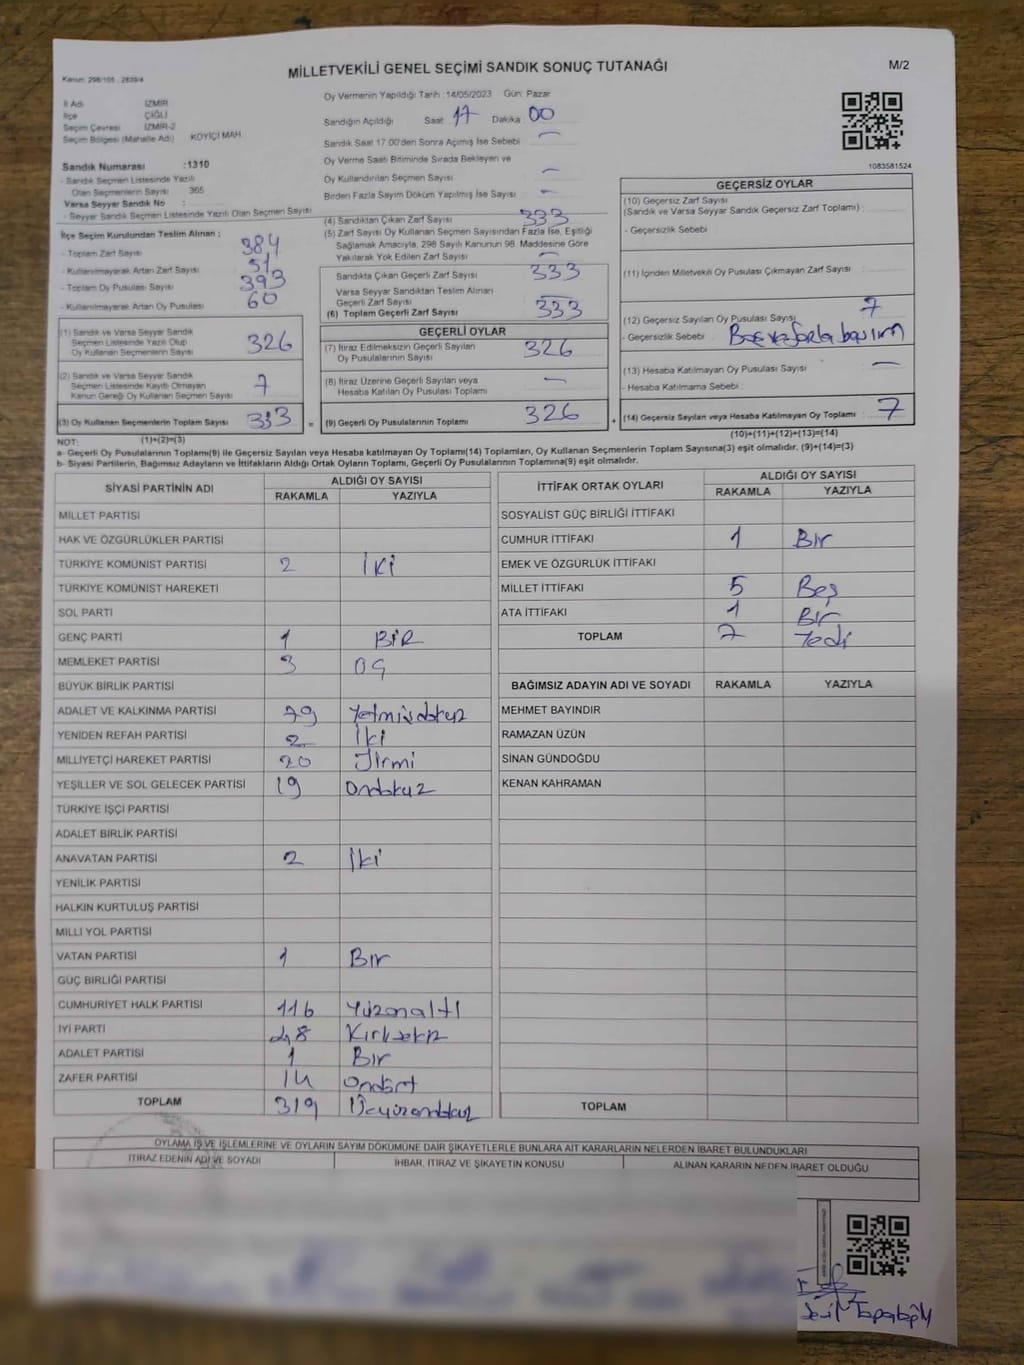 MİLLETVEKİLİ GENEL SEÇİMİ SANDIK SONUÇ TUTANAĞI
M/2
Kanun: 298/105 , 2839/4
İl Adı İZMİR
İlçe ÇİĞLİ
Seçim Çevresi İZMİR-2
Seçim Bölgesi (Mahalle Adı) KÖYİÇİ MAH.
Sandık Numarası :1310
- Sandık Seçmen Listesinde Yazılı
Olan Seçmenlerin Sayısı 365
Varsa Seyyar Sandık No :
- Seyyar Sandık Seçmen Listesinde Yazılı Olan Seçmen Sayısı
Oy Vermenin Yapıldığı Tarih :14/05/2023 Gün: Pazar
Sandığın Açıldığı Saat 17 Dakika 00
Sandık Saat 17:00'den Sonra Açılmış İse Sebebi —
Oy Verme Saati Bitiminde Sırada Bekleyen ve
Oy Kullandırılan Seçmen Sayısı —
Birden Fazla Sayım Döküm Yapılmış İse Sayısı —
1083581524
İlçe Seçim Kurulundan Teslim Alınan ;
- Toplam Zarf Sayısı 384
- Kullanılmayarak Artan Zarf Sayısı 51
- Toplam Oy Pusulası Sayısı 393
- Kullanılmayarak Artan Oy Pusulası 60
(4) Sandıktan Çıkan Zarf Sayısı 333
(5) Zarf Sayısı Oy Kullanan Seçmen Sayısından Fazla İse, Eşitliği
Sağlamak Amacıyla, 298 Sayılı Kanunun 98. Maddesine Göre
Yakılarak Yok Edilen Zarf Sayısı —
Sandıkta Çıkan Geçerli Zarf Sayısı 333
Varsa Seyyar Sandıktan Teslim Alınan
Geçerli Zarf Sayısı —
(6) Toplam Geçerli Zarf Sayısı 333
GEÇERSİZ OYLAR
(10) Geçersiz Zarf Sayısı
(Sandık ve Varsa Seyyar Sandık Geçersiz Zarf Toplamı) :
- Geçersizlik Sebebi
(11) İçinden Milletvekili Oy Pusulası Çıkmayan Zarf Sayısı
(12) Geçersiz Sayılan Oy Pusulası Sayısı 7
- Geçersizlik Sebebi
(13) Hesaba Katılmayan Oy Pusulası Sayısı —
- Hesaba Katılmama Sebebi :
(14) Geçersiz Sayılan veya Hesaba Katılmayan Oy Toplamı : 7
(10)+(11)+(12)+(13)=(14)
(1) Sandık ve Varsa Seyyar Sandık
Seçmen Listesinde Yazılı Olup
Oy Kullanan Seçmenlerin Sayısı 326
(2) Sandık ve Varsa Seyyar Sandık
Seçmen Listesinde Kayıtlı Olmayan
Kanun Gereği Oy Kullanan Seçmen Sayısı 7
(3) Oy Kullanan Seçmenlerin Toplam Sayısı 333
=
GEÇERLİ OYLAR
(7) İtiraz Edilmeksizin Geçerli Sayılan
Oy Pusulalarının Sayısı 326
(8) İtiraz Üzerine Geçerli Sayılan veya
Hesaba Katılan Oy Pusulası Toplamı —
(9) Geçerli Oy Pusulalarının Toplamı 326
+
NOT: (1)+(2)=(3)
a- Geçerli Oy Pusulalarının Toplamı(9) ile Geçersiz Sayılan veya Hesaba katılmayan Oy Toplamı(14) Toplamları, Oy Kullanan Seçmenlerin Toplam Sayısına(3) eşit olmalıdır. (9)+(14)=(3)
b- Siyasi Partilerin, Bağımsız Adayların ve İttifakların Aldığı Ortak Oyların Toplamı, Geçerli Oy Pusulalarının Toplamına(9) eşit olmalıdır.
SİYASİ PARTİNİN ADI ALDIĞI OY SAYISI
RAKAMLA YAZIYLA
MİLLET PARTİSİ
HAK VE ÖZGÜRLÜKLER PARTİSİ
TÜRKİYE KOMÜNİST PARTİSİ 2 İki
TÜRKİYE KOMÜNİST HAREKETİ
SOL PARTİ
GENÇ PARTİ 1 BİR
MEMLEKET PARTİSİ 3 ÜÇ
BÜYÜK BİRLİK PARTİSİ
ADALET VE KALKINMA PARTİSİ 79 Yetmişdokuz
YENİDEN REFAH PARTİSİ 2 İki
MİLLİYETÇİ HAREKET PARTİSİ 20 Yirmi
YEŞİLLER VE SOL GELECEK PARTİSİ 19 Ondokuz
TÜRKİYE İŞÇİ PARTİSİ
ADALET BİRLİK PARTİSİ
ANAVATAN PARTİSİ 2 İki
YENİLİK PARTİSİ
HALKIN KURTULUŞ PARTİSİ
MİLLİ YOL PARTİSİ
VATAN PARTİSİ 1 Bir
GÜÇ BİRLİĞİ PARTİSİ
CUMHURİYET HALK PARTİSİ 116 Yüzonaltı
İYİ PARTİ 48 Kırksekiz
ADALET PARTİSİ 1 Bir
ZAFER PARTİSİ 14 Ondört
TOPLAM 319 Üçyüzondokuz
İTTİFAK ORTAK OYLARI ALDIĞI OY SAYISI
RAKAMLA YAZIYLA
SOSYALİST GÜÇ BİRLİĞİ İTTİFAKI
CUMHUR İTTİFAKI 1 Bir
EMEK VE ÖZGÜRLÜK İTTİFAKI
MİLLET İTTİFAKI 5 Beş
ATA İTTİFAKI 1 Bir
TOPLAM 7 Yedi
BAĞIMSIZ ADAYIN ADI VE SOYADI RAKAMLA YAZIYLA
MEHMET BAYINDIR
RAMAZAN ÜZÜN
SİNAN GÜNDOĞDU
KENAN KAHRAMAN
TOPLAM
OYLAMA İŞ VE İŞLEMLERİNE VE OYLARIN SAYIM DÖKÜMÜNE DAİR ŞİKAYETLERLE BUNLARA AİT KARARLARIN NELERDEN İBARET BULUNDUKLARI
İTİRAZ EDENİN ADI VE SOYADI İHBAR, İTİRAZ VE ŞİKAYETİN KONUSU ALINAN KARARIN NEDEN İBARET OLDUĞU